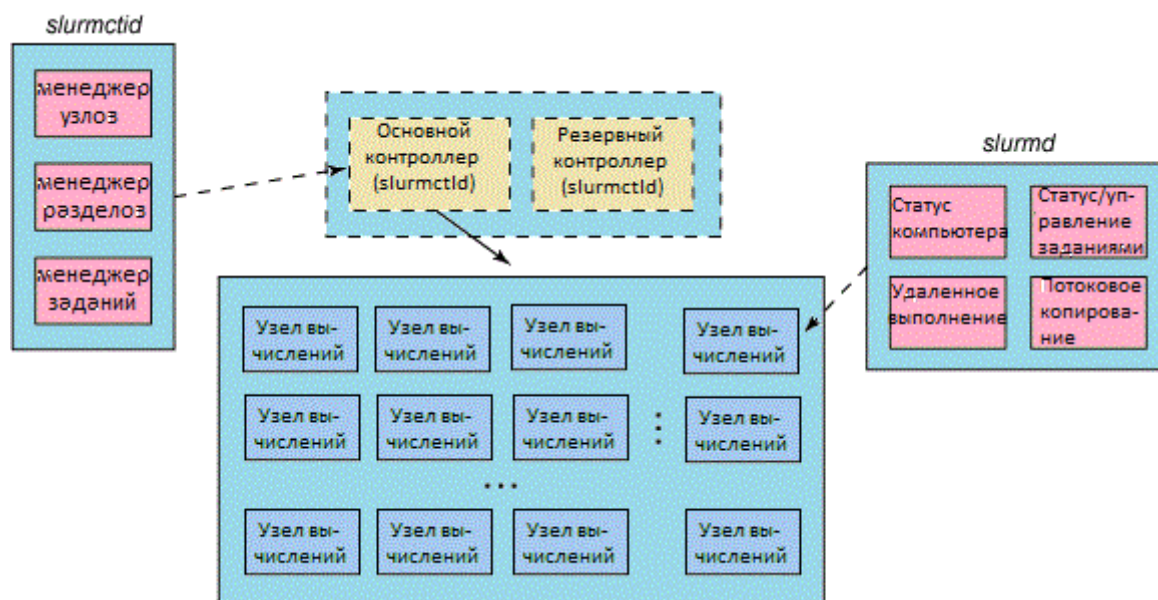 slurmctid
менеджер
узлоз
менеджер
разделоз
менеджер
заданий
Основной
контроллер
(slurmctld)
Резервный
контроллер
(slurmctld)
slurmd
Статус
компьютера
Статус/уп-
равление
заданиями
Удаленное
выполнение
Потоковое
копирова-
ние
Узел вы-
числений
Узел вы-
числений
Узел вы-
числений
Узел вы-
числений
Узел вы-
числений
Узел вы-
числений
Узел вы-
числений
Узел вы-
числений
Узел вы-
числений
Узел вы-
числений
Узел вы-
числений
Узел вы-
числений